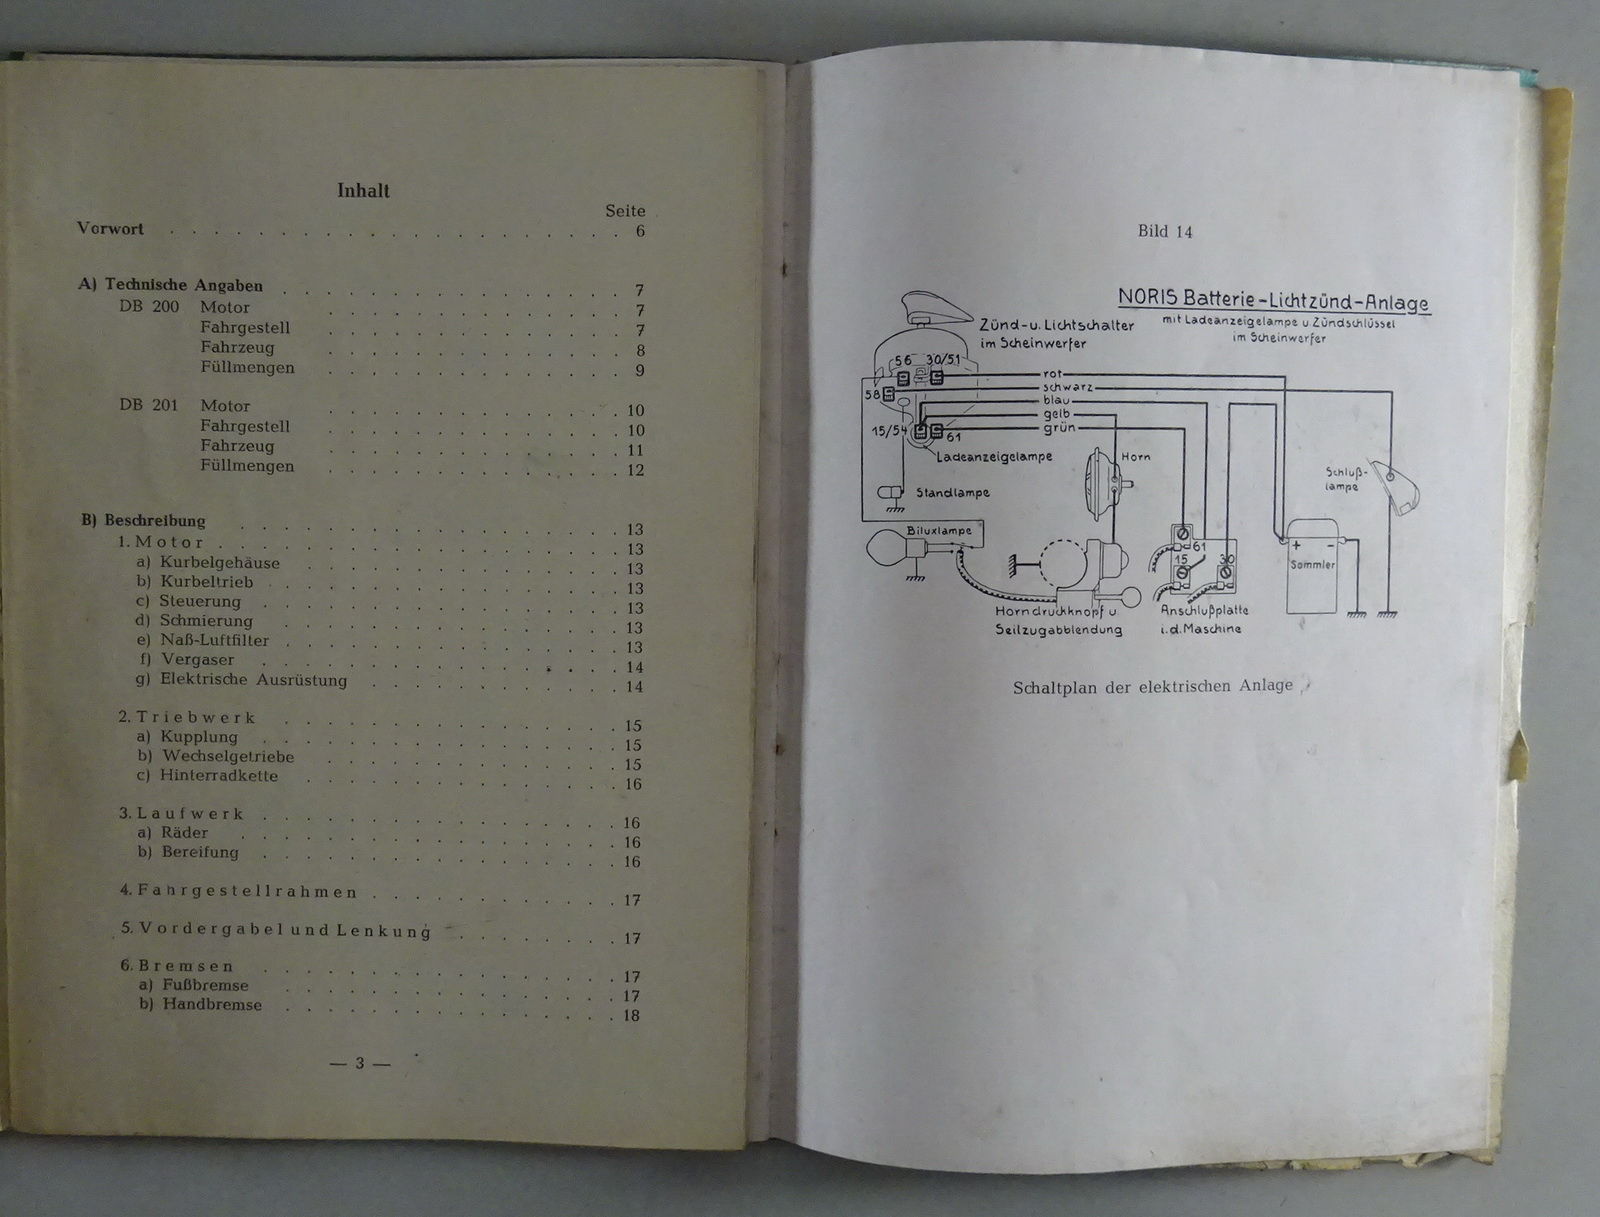 Inhalt
Seite
Vorwort . . . . . . . . . . . . . . . . . . . . . . 6
A) Technische Angaben . . . . . . . . . . . . . 7
DB 200 Motor . . . . . . . . . . . 7
Fahrgestell . . . . . . . . . . . 7
Fahrzeug . . . . . . . . . . . 8
Füllmengen . . . . . . . . . . . 9
DB 201 Motor . . . . . . . . . . . 10
Fahrgestell . . . . . . . . . . . 10
Fahrzeug . . . . . . . . . . . 11
Füllmengen . . . . . . . . . . . 12
B) Beschreibung . . . . . . . . . . . . . 13
1. Motor . . . . . . . . . . . . . 13
a) Kurbelgehäuse . . . . . . . . . . . 13
b) Kurbeltrieb . . . . . . . . . . . 13
c) Steuerung . . . . . . . . . . . 13
d) Schmierung . . . . . . . . . . . 13
e) Naß-Luftfilter . . . . . . . . . . . 13
f) Vergaser . . . . . . . . . . . 14
g) Elektrische Ausrüstung . . . . . . . . . 14
2. Triebwerk . . . . . . . . . . . 15
a) Kupplung . . . . . . . . . . . 15
b) Wechselgetriebe . . . . . . . . . . . 15
c) Hinterradkette . . . . . . . . . . . 16
3. Laufwerk . . . . . . . . . . . 16
a) Räder . . . . . . . . . . . 16
b) Bereifung . . . . . . . . . . . 16
4. Fahrgestellrahmen . . . . . . . . . 17
5. Vordergabel und Lenkung . . . . . . . 17
6. Bremsen . . . . . . . . . . . 17
a) Fußbremse . . . . . . . . . . . 17
b) Handbremse . . . . . . . . . . . 18
— 3 —
Bild 14
NORIS Batterie-Lichtzünd-Anlage
mit Ladeanzeigelampe u. Zündschlüssel
im Scheinwerfer
Zünd- u. Lichtschalter
im Scheinwerfer
56 30/51
58
15/54
61
rot
schwarz
blau
gelb
grün
Ladeanzeigelampe
Horn
Standlampe
Schluß-
lampe
Biluxlampe
61
15 30
+ -
Sammler
Horndruckknopf u.
Seilzugabblendung
Anschlußplatte
i.d. Maschine
Schaltplan der elektrischen Anlage